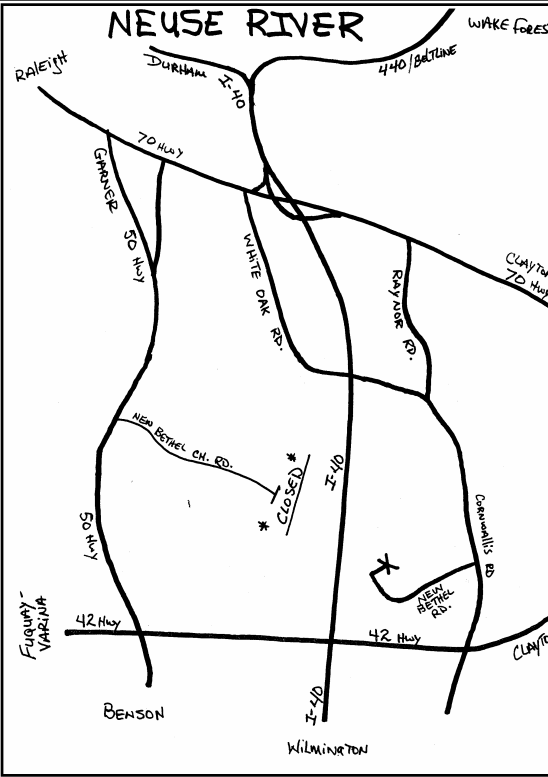 NEUSE RIVER
WAKE FORES
DURHAM
440/BELTLINE
RALEIGH
I-40
70 HWY
GARNER
50 HWY
WHITE OAK RD.
RAYNOR RD.
CLAYTO
70 HWY
NEW BETHEL CH. RD.
* CLOSED *
I-40
50 HWY
CORNWALLIS RD
NEW
BETHEL
RD.
FUQUAY-
VARINA
42 HWY
42 HWY
CLAYTO
BENSON
I-40
WILMINGTON